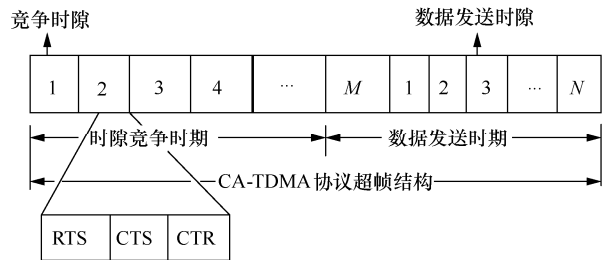 竞争时隙 数据发送时隙
1 2 3 4 ... M 1 2 3 ... N
时隙竞争时期 数据发送时期
CA-TDMA 协议超帧结构
RTS CTS CTR